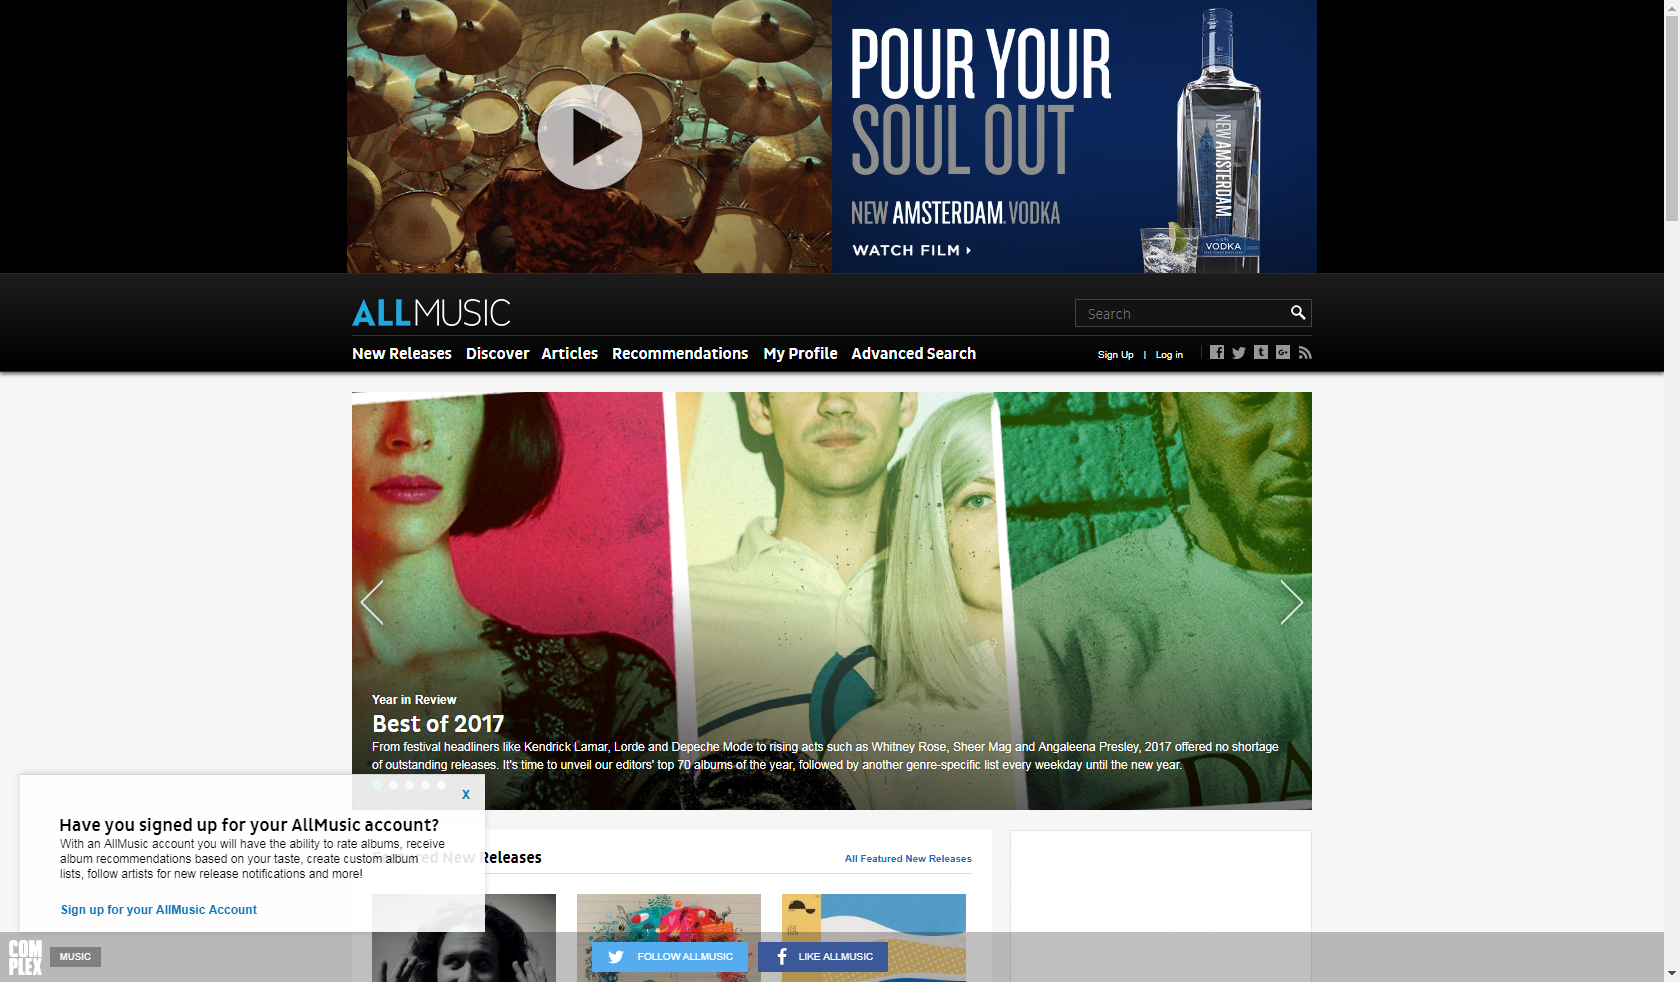 POUR YOUR
SOUL OUT
NEW AMSTERDAM VODKA
WATCH FILM
NEW AMSTERDAM
VODKA
ALLMUSIC
Search
New Releases Discover Articles Recommendations My Profile Advanced Search
Sign Up | Log in
Year in Review
Best of 2017
From festival headliners like Kendrick Lamar, Lorde and Depeche Mode to rising acts such as Whitney Rose, Sheer Mag and Angaleena Presley, 2017 offered no shortage
of outstanding releases. It's time to unveil our editors' top 70 albums of the year, followed by another genre-specific list every weekday until the new year.
X
Have you signed up for your AllMusic account?
With an AllMusic account you will have the ability to rate albums, receive
album recommendations based on your taste, create custom album
lists, follow artists for new release notifications and more!
Sign up for your AllMusic Account
Featured New Releases
All Featured New Releases
COMPLEX
MUSIC
FOLLOW ALLMUSIC
LIKE ALLMUSIC